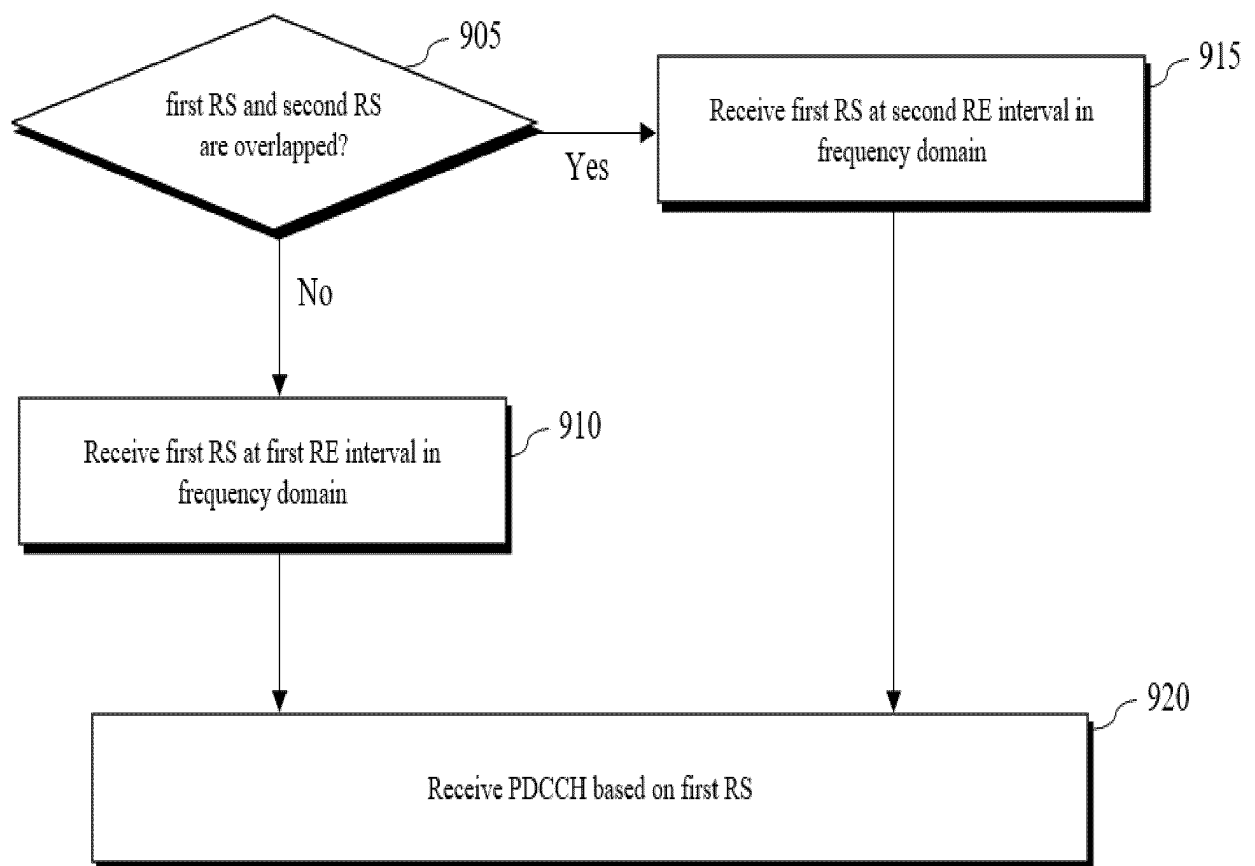 905
first RS and second RS
are overlapped?
Yes
915
Receive first RS at second RE interval in
frequency domain
No
910
Receive first RS at first RE interval in
frequency domain
920
Receive PDCCH based on first RS